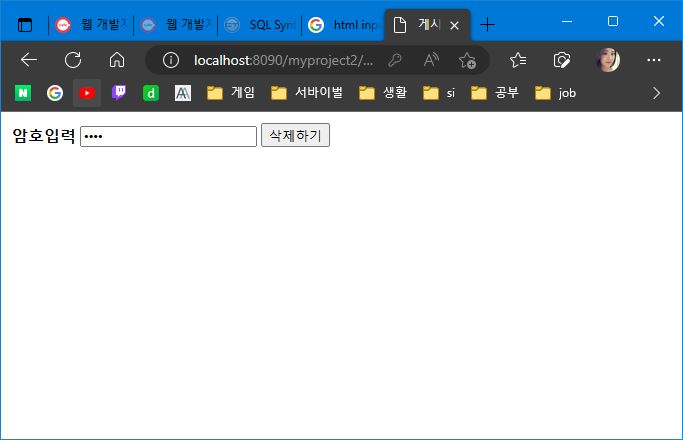 웹 개발자 웹 개발자 SQL Synt html inp 게시
localhost:8090/myproject2/...
게임 서바이벌 생활 si 공부 job
암호입력 •••• 삭제하기